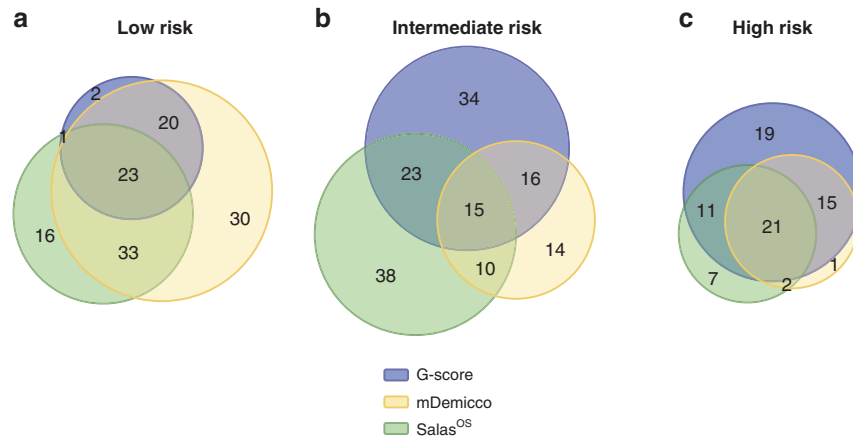 a
Low risk
2
20
1
23
16
33
30
b
Intermediate risk
34
23
16
15
14
10
38
c
High risk
19
11
15
21
7
2
1
G-score
mDemicco
Salas^OS